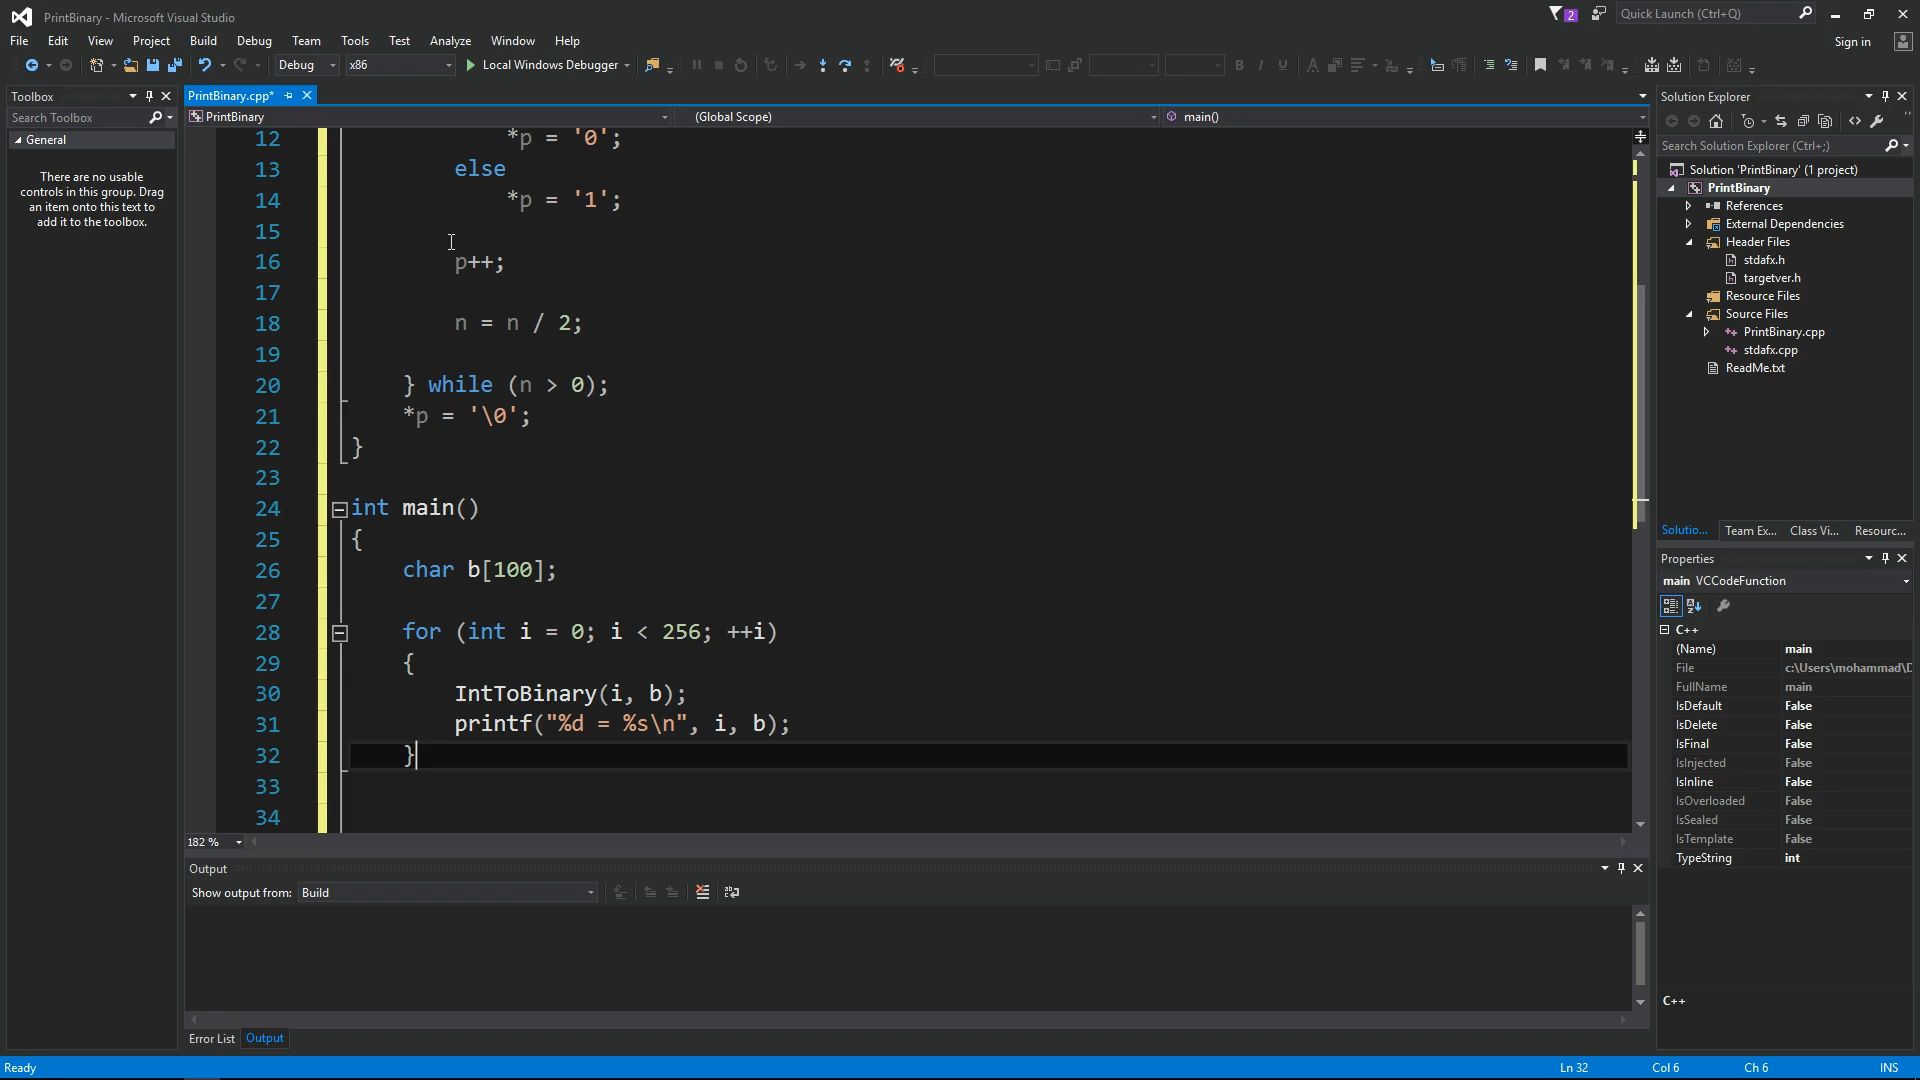 PrintBinary - Microsoft Visual Studio
2
Quick Launch (Ctrl+Q)
File Edit View Project Build Debug Team Tools Test Analyze Window Help
Sign in
Debug x86 Local Windows Debugger
Toolbox
Search Toolbox
General
There are no usable
controls in this group. Drag
an item onto this text to
add it to the toolbox.
PrintBinary.cpp*
PrintBinary (Global Scope) main()
12 *p = '0';
13 else
14 *p = '1';
15
16 p++;
17
18 n = n / 2;
19
20 } while (n > 0);
21 *p = '\0';
22 }
23
24 int main()
25 {
26 char b[100];
27
28 for (int i = 0; i < 256; ++i)
29 {
30 IntToBinary(i, b);
31 printf("%d = %s\n", i, b);
32 }
33
34
182 %
Output
Show output from: Build
Error List Output
Solution Explorer
Search Solution Explorer (Ctrl+;)
Solution 'PrintBinary' (1 project)
PrintBinary
References
External Dependencies
Header Files
stdafx.h
targetver.h
Resource Files
Source Files
PrintBinary.cpp
stdafx.cpp
ReadMe.txt
Solutio... Team Ex... Class Vi... Resourc...
Properties
main VCCodeFunction
C++
(Name) main
File c:\Users\mohammad\D
FullName main
IsDefault False
IsDelete False
IsFinal False
IsInjected False
IsInline False
IsOverloaded False
IsSealed False
IsTemplate False
TypeString int
C++
Ready Ln 32 Col 6 Ch 6 INS